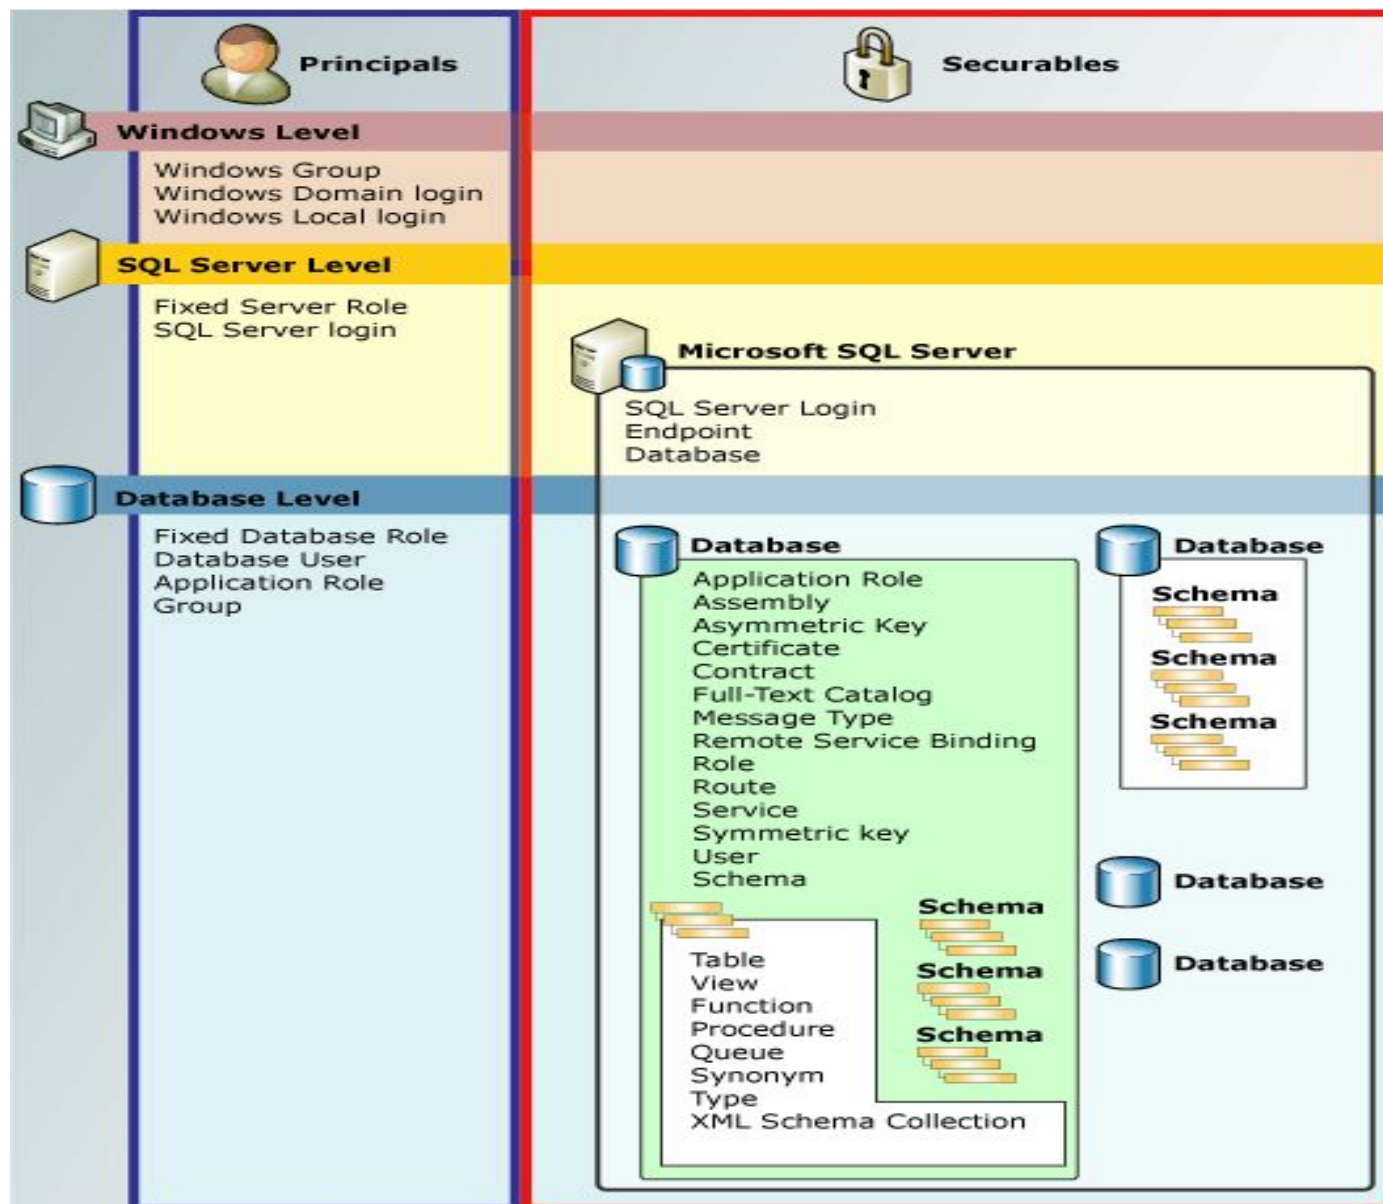 Principals
Securables
Windows Level
Windows Group
Windows Domain login
Windows Local login
SQL Server Level
Fixed Server Role
SQL Server login
Microsoft SQL Server
SQL Server Login
Endpoint
Database
Database Level
Fixed Database Role
Database User
Application Role
Group
Database
Application Role
Assembly
Asymmetric Key
Certificate
Contract
Full-Text Catalog
Message Type
Remote Service Binding
Role
Route
Service
Symmetric key
User
Schema
Table
View
Function
Procedure
Queue
Synonym
Type
XML Schema Collection
Schema
Schema
Schema
Database
Schema
Schema
Schema
Database
Database